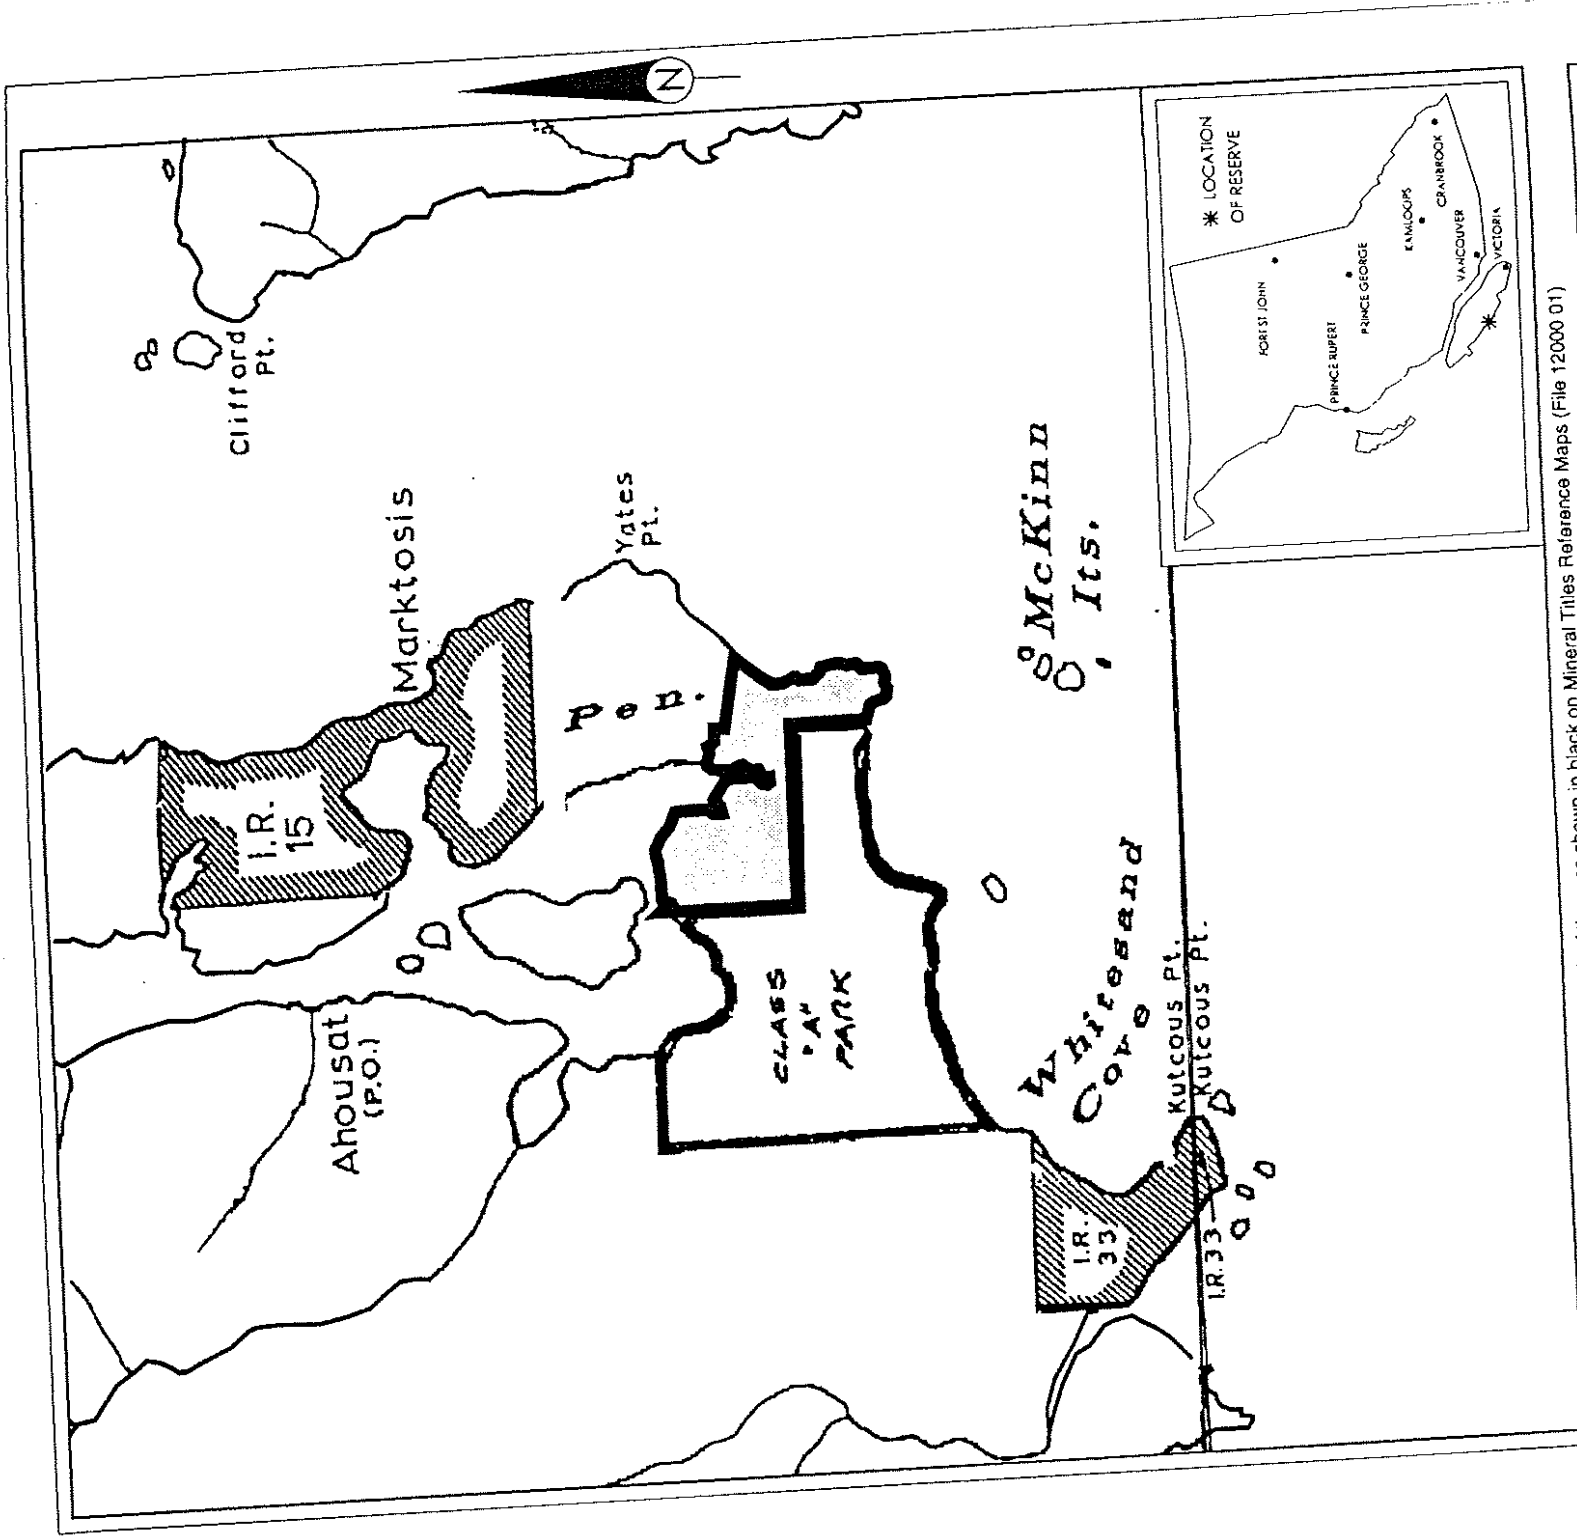 N
Clifford
Pt.
Marktosis
I.R.
15
Yates
Pt.
Pen.
Ahousat
(P.O.)
CLASS
"A"
PARK
McKinn
Its.
Whitesand
Cove
Kutcous Pt.
Kutcous Pt.
I.R.
33
I.R. 33
* LOCATION
OF RESERVE
FORT ST JOHN
PRINCE RUPERT
PRINCE GEORGE
KAMLOOPS
CRANBROOK
VANCOUVER
VICTORIA
as shown in black on Mineral Titles Reference Maps (File 12000 01)